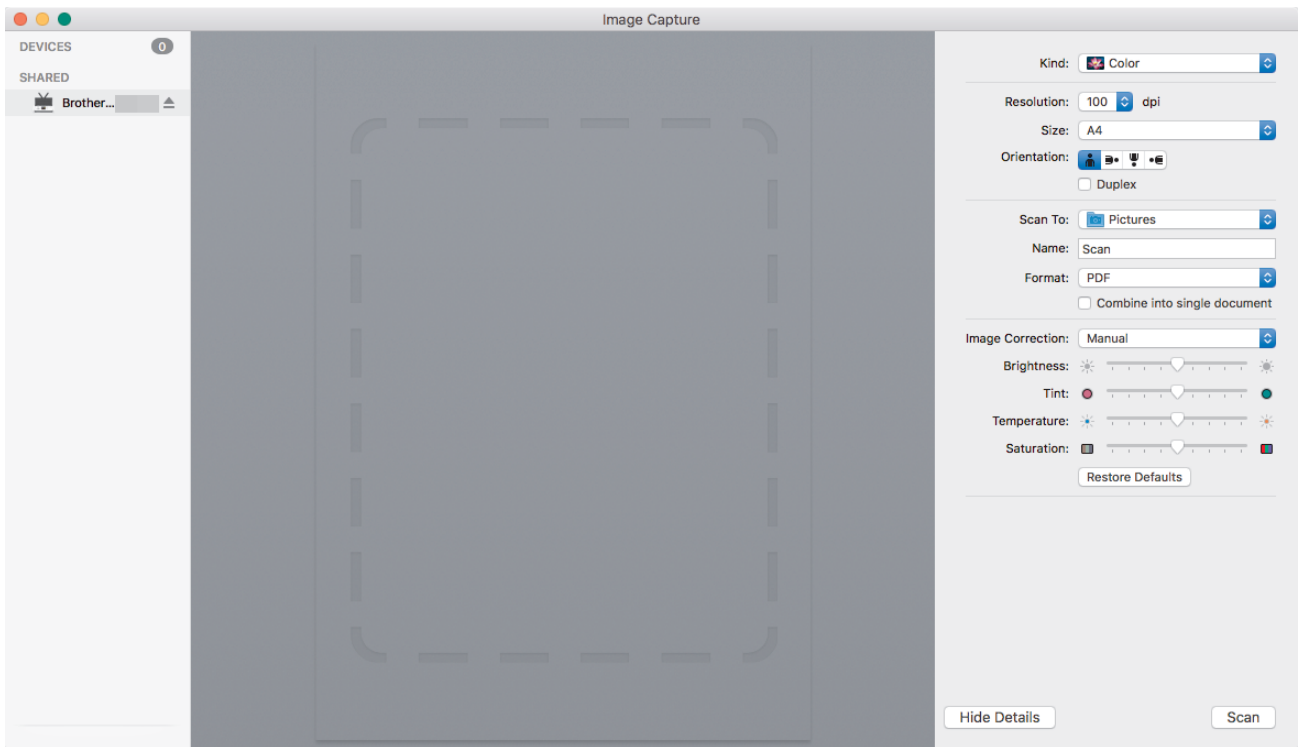 Image Capture
DEVICES 0
SHARED
Brother...
Kind: Color
Resolution: 100 dpi
Size: A4
Orientation:
Duplex
Scan To: Pictures
Name: Scan
Format: PDF
Combine into single document
Image Correction: Manual
Brightness:
Tint:
Temperature:
Saturation:
Restore Defaults
Hide Details Scan